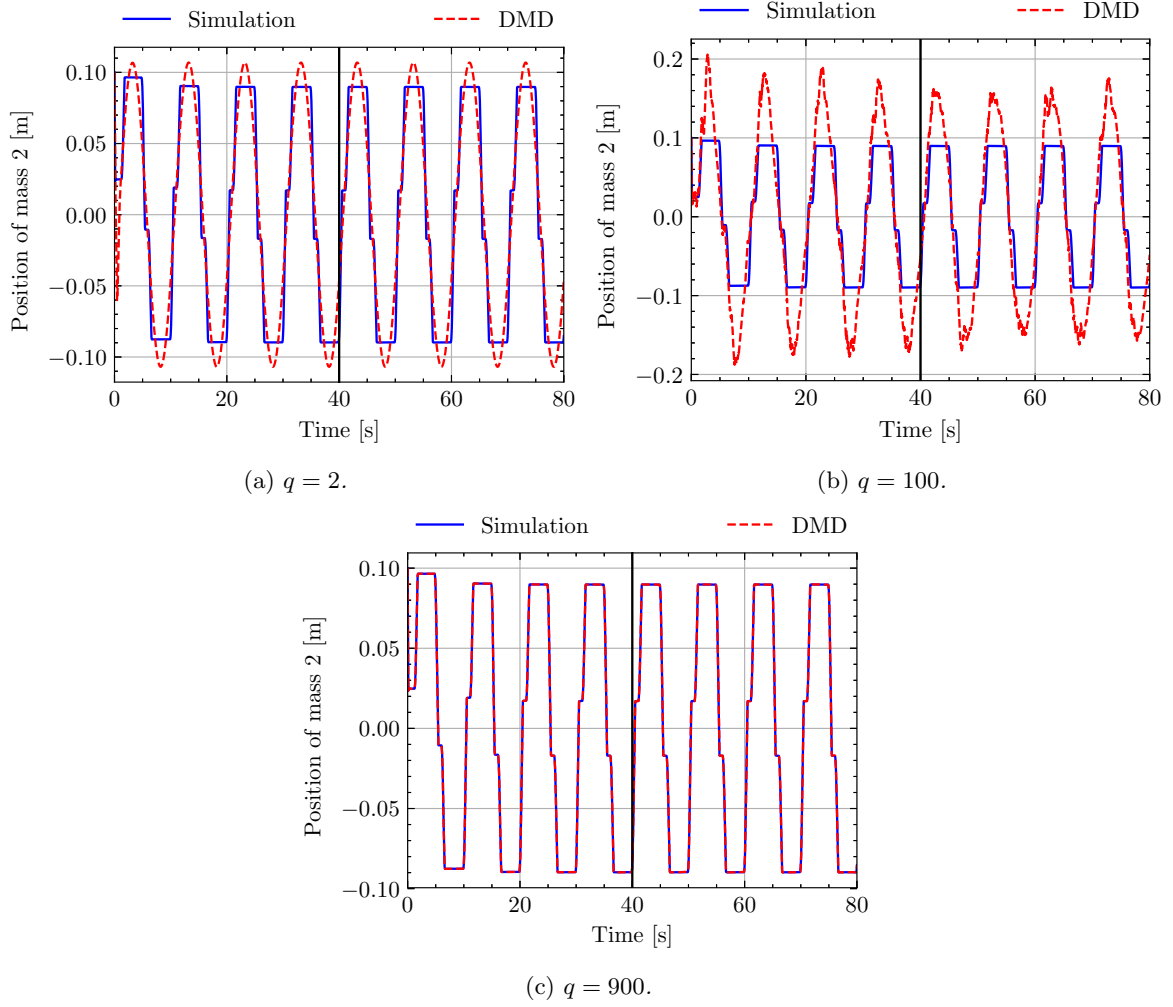 Simulation DMD
0.10
0.05
0.00
−0.05
−0.10
Position of mass 2 [m]
0 20 40 60 80
Time [s]
(a) q = 2.
Simulation DMD
0.2
0.1
0.0
−0.1
−0.2
Position of mass 2 [m]
0 20 40 60 80
Time [s]
(b) q = 100.
Simulation DMD
0.10
0.05
0.00
−0.05
−0.10
Position of mass 2 [m]
0 20 40 60 80
Time [s]
(c) q = 900.